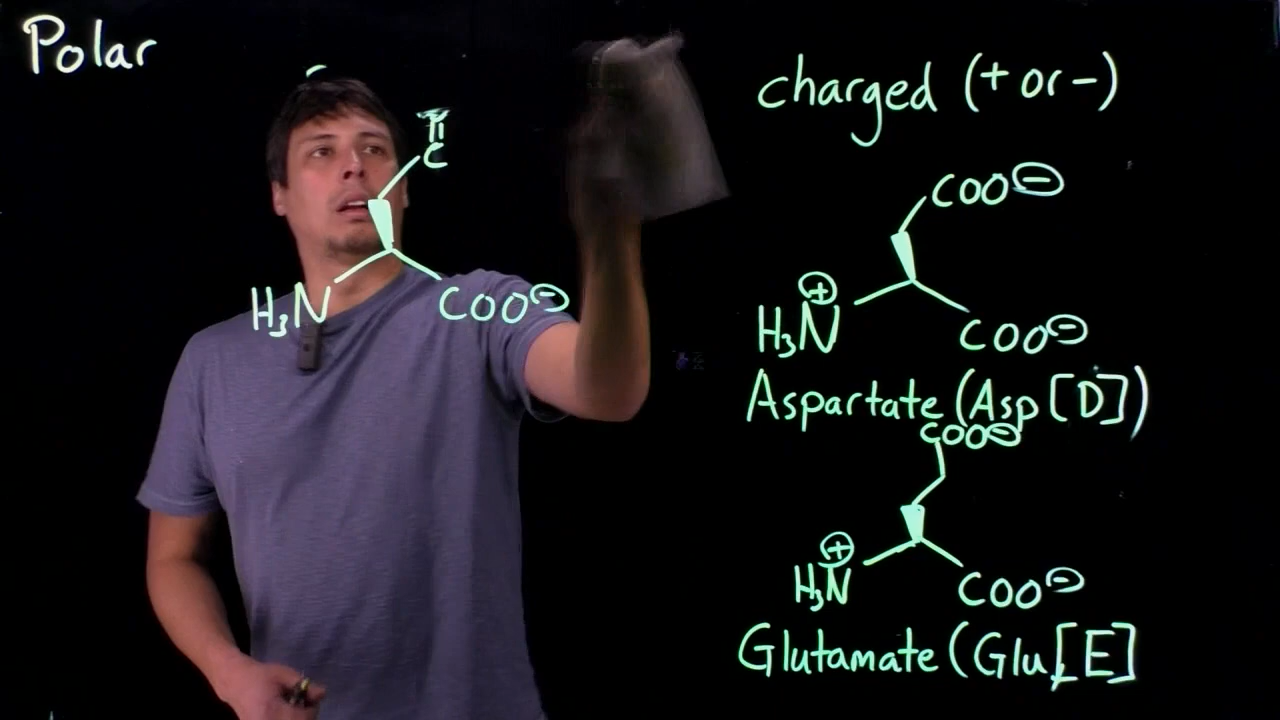 Polar
C
H₃N COO⊖
charged (+ or -)
COO⊖
⊕
H₃N COO⊖
Aspartate (Asp [D])
COO⊖
⊕
H₃N COO⊖
Glutamate (Glu [E]